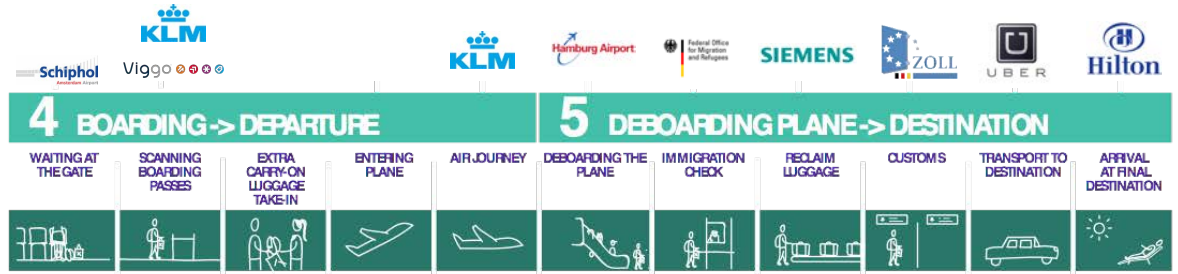 KLM
Schiphol
Amsterdam Airport
Viggo
KLM
Hamburg Airport
Federal Office
for Migration
and Refugees
SIEMENS
ZOLL
U
UBER
Hilton
4 BOARDING -> DEPARTURE
5 DEBOARDING PLANE -> DESTINATION
WAITING AT
THE GATE
SCANNING
BOARDING
PASSES
EXTRA
CARRY-ON
LUGGAGE
TAKE-IN
ENTERING
PLANE
AIR JOURNEY
DEBOARDING THE
PLANE
IMMIGRATION
CHECK
RECLAIM
LUGGAGE
CUSTOMS
TRANSPORT TO
DESTINATION
ARRIVAL
AT FINAL
DESTINATION